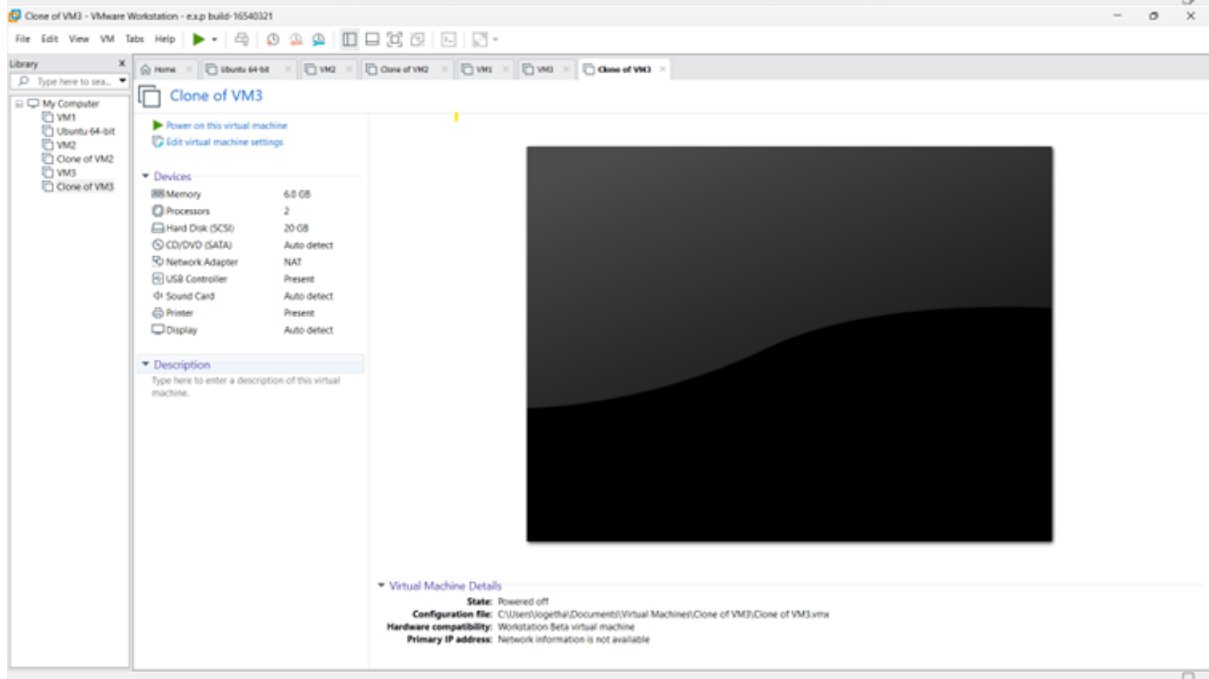 Clone of VM3 - VMware Workstation - e.x.p build-16540321
File Edit View VM Tabs Help
Library X
Type here to sea...
My Computer
VM1
Ubuntu 64-bit
VM2
Clone of VM2
VM3
Clone of VM3
Home Ubuntu 64-bit VM2 Clone of VM2 VM1 VM3 Clone of VM3
Clone of VM3
Power on this virtual machine
Edit virtual machine settings
Devices
Memory 6.0 GB
Processors 2
Hard Disk (SCSI) 20 GB
CD/DVD (SATA) Auto detect
Network Adapter NAT
USB Controller Present
Sound Card Auto detect
Printer Present
Display Auto detect
Description
Type here to enter a description of this virtual
machine.
Virtual Machine Details
State: Powered off
Configuration file: C:\Users\logetha\Documents\Virtual Machines\Clone of VM3\Clone of VM3.vmx
Hardware compatibility: Workstation Beta virtual machine
Primary IP address: Network information is not available